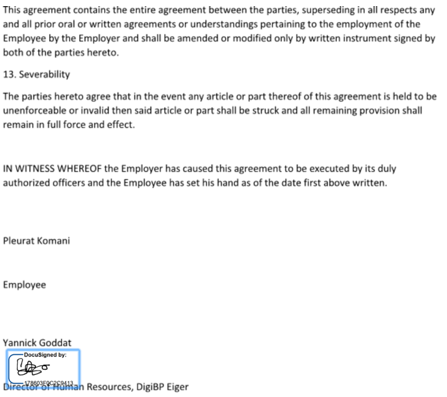 This agreement contains the entire agreement between the parties, superseding in all respects any
and all prior oral or written agreements or understandings pertaining to the employment of the
Employee by the Employer and shall be amended or modified only by written instrument signed by
both of the parties hereto.
13. Severability
The parties hereto agree that in the event any article or part thereof of this agreement is held to be
unenforceable or invalid then said article or part shall be struck and all remaining provision shall
remain in full force and effect.
IN WITNESS WHEREOF the Employer has caused this agreement to be executed by its duly
authorized officers and the Employee has set his hand as of the date first above written.
Pleurat Komani
Employee
Yannick Goddat
DocuSigned by:
Director of Human Resources, DigiBP Eiger